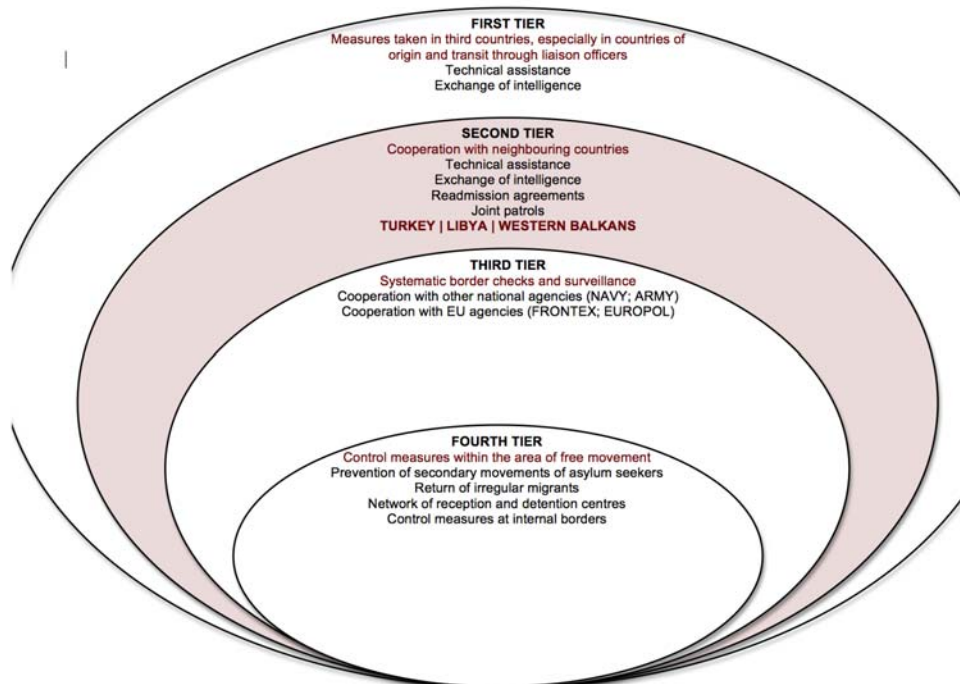 FIRST TIER
Measures taken in third countries, especially in countries of
origin and transit through liaison officers
Technical assistance
Exchange of intelligence
SECOND TIER
Cooperation with neighbouring countries
Technical assistance
Exchange of intelligence
Readmission agreements
Joint patrols
TURKEY | LIBYA | WESTERN BALKANS
THIRD TIER
Systematic border checks and surveillance
Cooperation with other national agencies (NAVY; ARMY)
Cooperation with EU agencies (FRONTEX; EUROPOL)
FOURTH TIER
Control measures within the area of free movement
Prevention of secondary movements of asylum seekers
Return of irregular migrants
Network of reception and detention centres
Control measures at internal borders